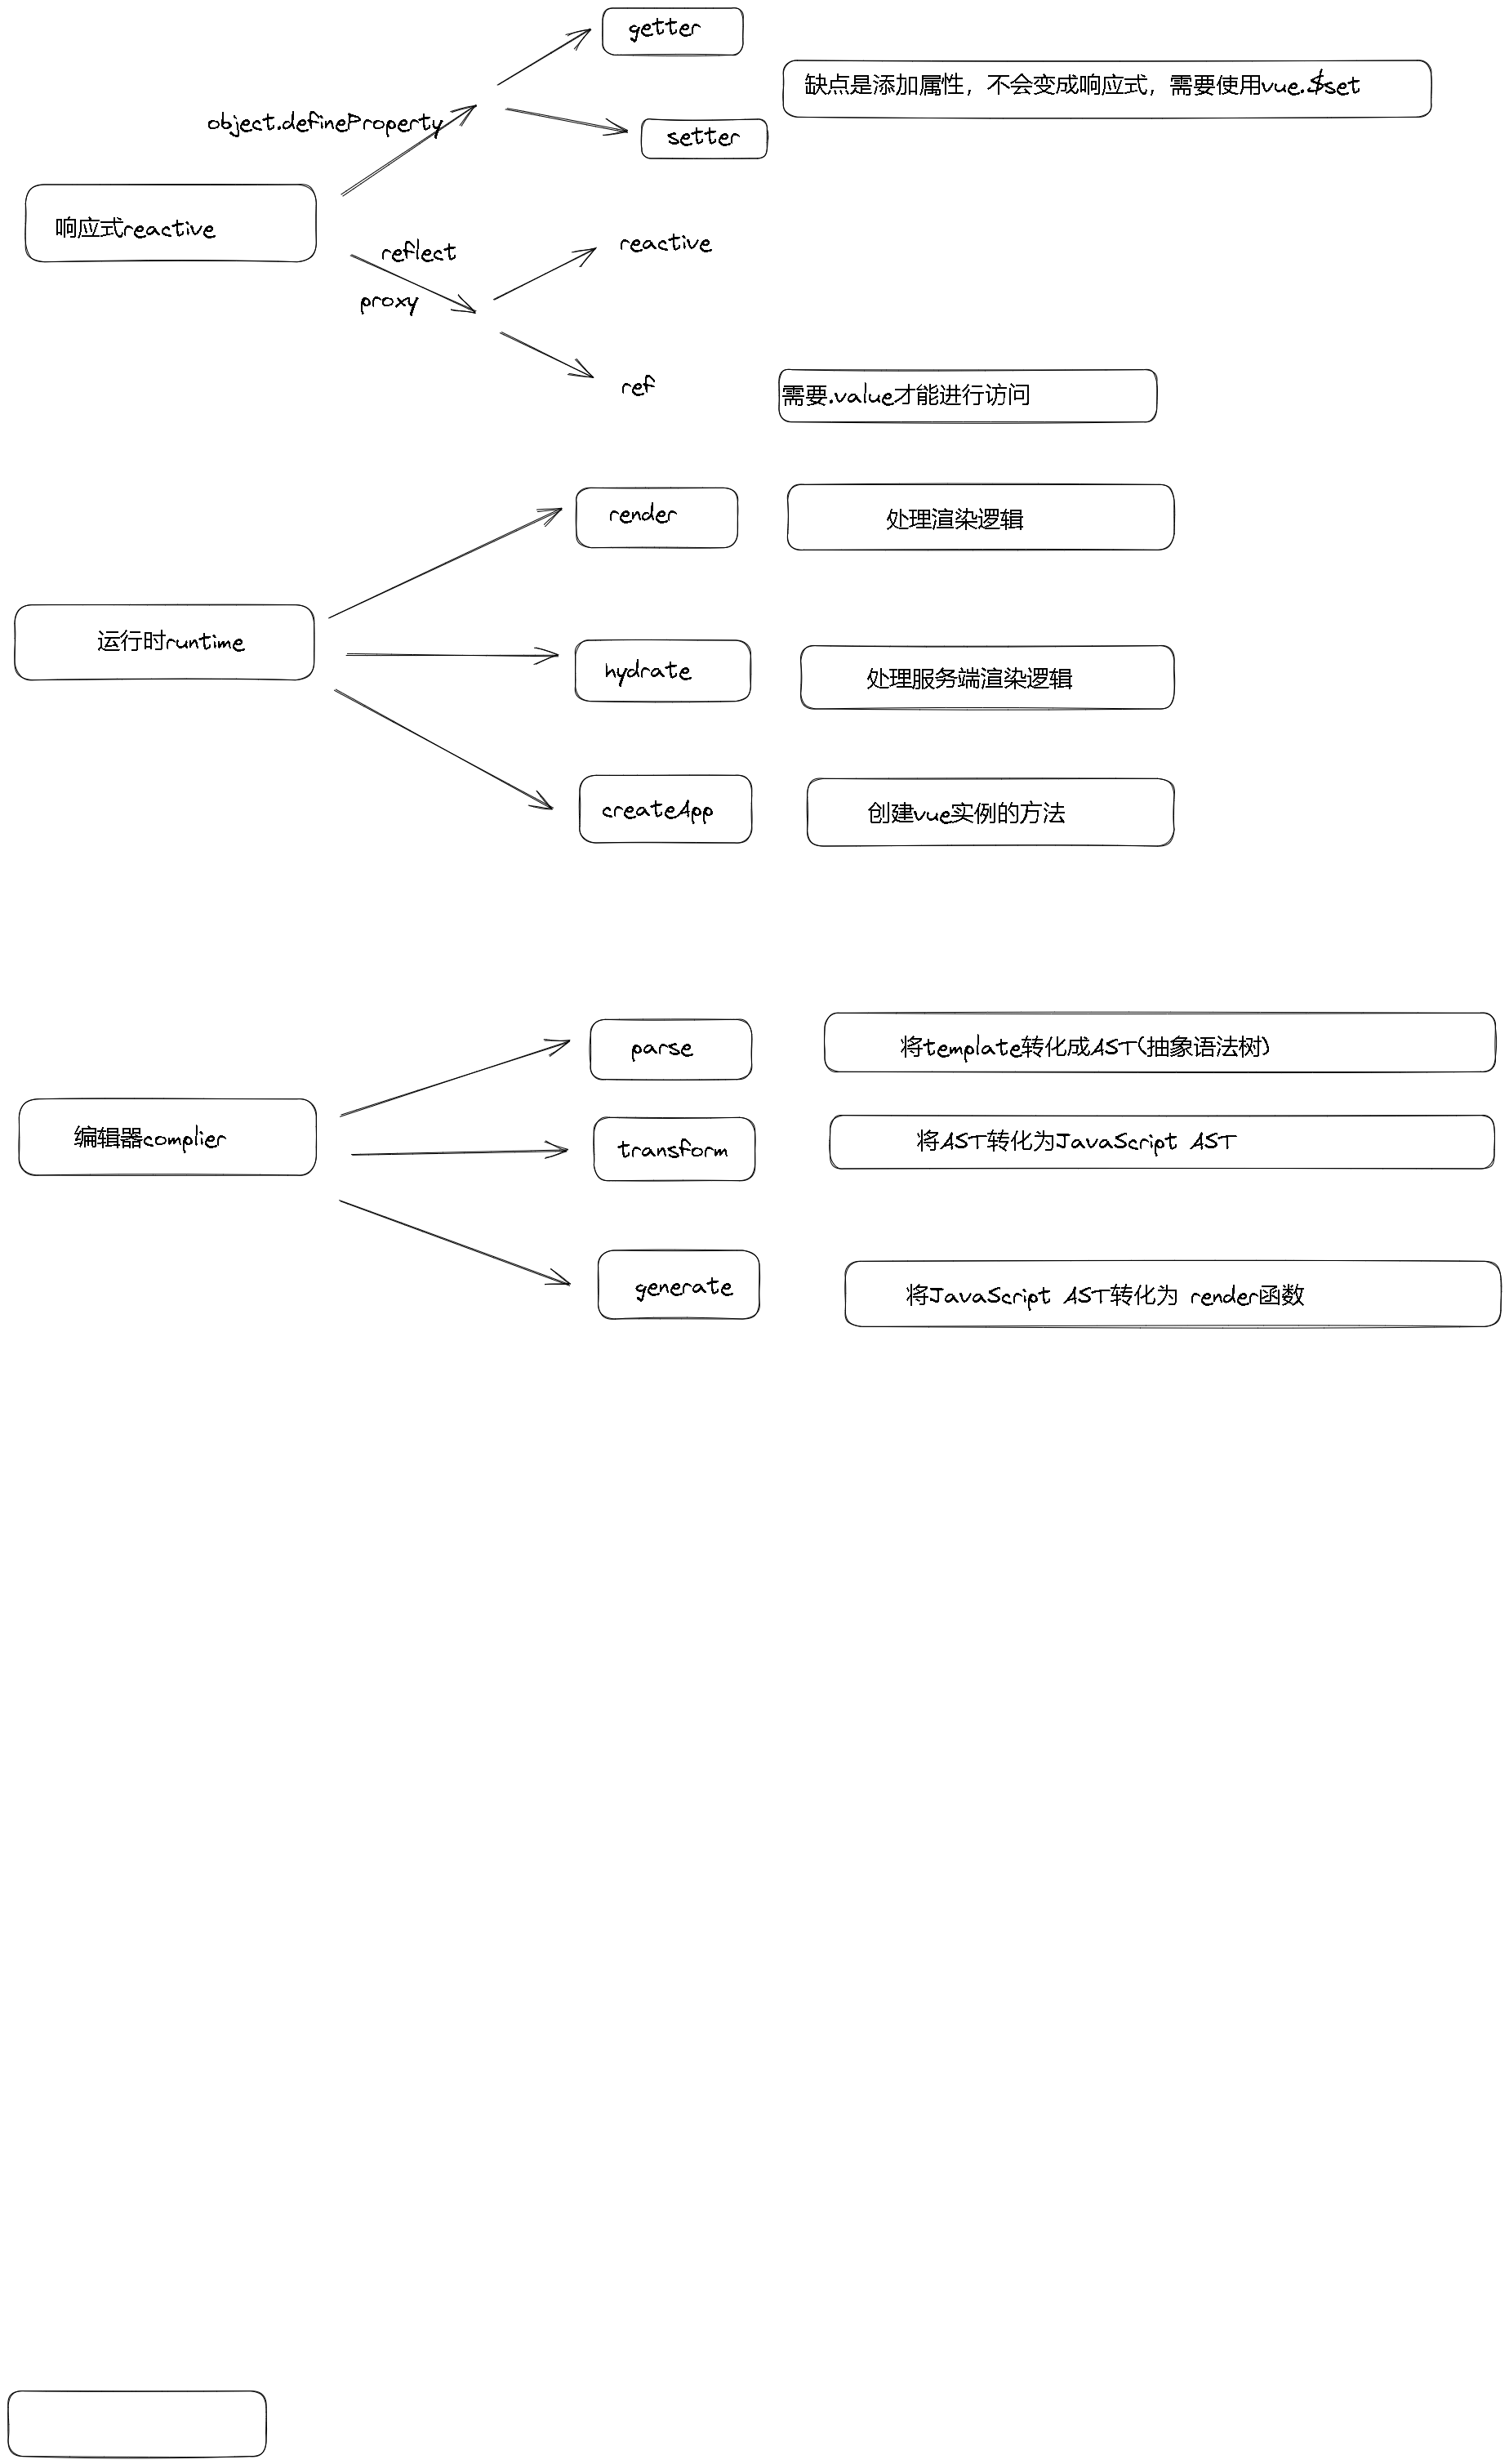 getter
缺点是添加属性，不会变成响应式，需要使用vue.$set
object.defineProperty
setter
响应式reactive
reflect
reactive
proxy
ref
需要.value才能进行访问
render
处理渲染逻辑
运行时runtime
hydrate
处理服务端渲染逻辑
createApp
创建vue实例的方法
parse
将template转化成AST(抽象语法树)
编辑器complier
transform
将AST转化为JavaScript AST
generate
将JavaScript AST转化为 render函数